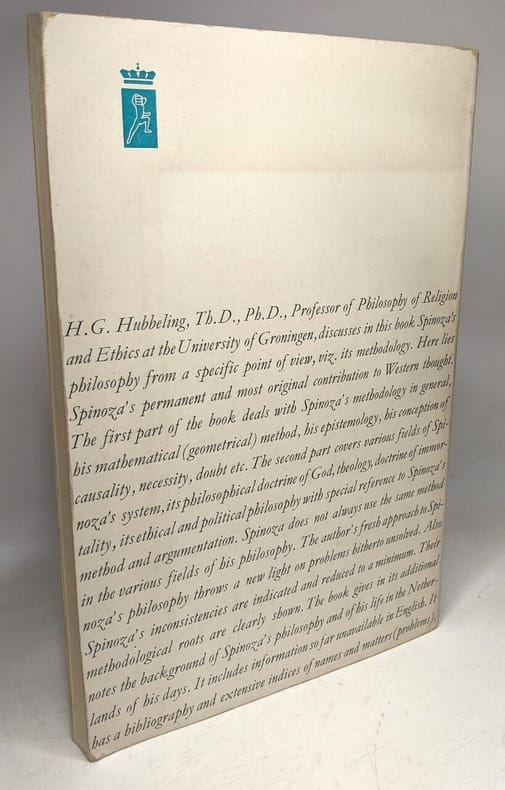 H.G. Hubbeling, Th.D., Ph.D., Professor of Philosophy of Religion
and Ethics at the University of Groningen, discusses in this book Spinoza's
philosophy from a specific point of view, viz. its methodology. Here lies
Spinoza's permanent and most original contribution to Western thought.
The first part of the book deals with Spinoza's methodology in general,
his mathematical (geometrical) method, his epistemology, his conception of
causality, necessity, doubt etc. The second part covers various fields of Spi-
noza's system, its philosophical doctrine of God, theology, doctrine of immor-
tality, its ethical and political philosophy with special reference to Spinoza's
method and argumentation. Spinoza does not always use the same method
in the various fields of his philosophy. The author's fresh approach to Spi-
noza's philosophy throws a new light on problems hitherto unsolved. Also
Spinoza's inconsistencies are indicated and reduced to a minimum. Their
methodological roots are clearly shown. The book gives in its additional
notes the background of Spinoza's philosophy and of his life in the Nether-
lands of his days. It includes information so far unavailable in English. It
has a bibliography and extensive indices of names and matters (problems).